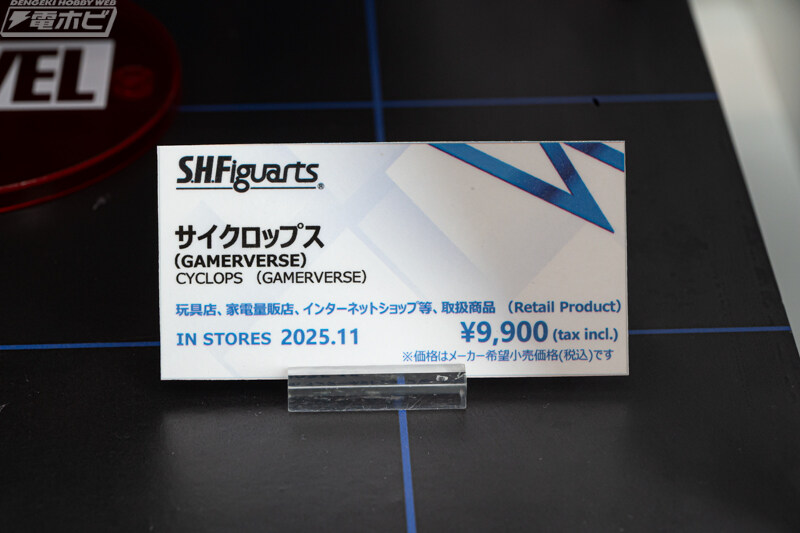 DENGEKI HOBBY WEB
電ホビ
VEL
S.H.Figuarts®
サイクロップス
(GAMERVERSE)
CYCLOPS (GAMERVERSE)
玩具店、家電量販店、インターネットショップ等、取扱商品 (Retail Product)
IN STORES 2025.11 ¥9,900 (tax incl.)
※価格はメーカー希望小売価格(税込)です